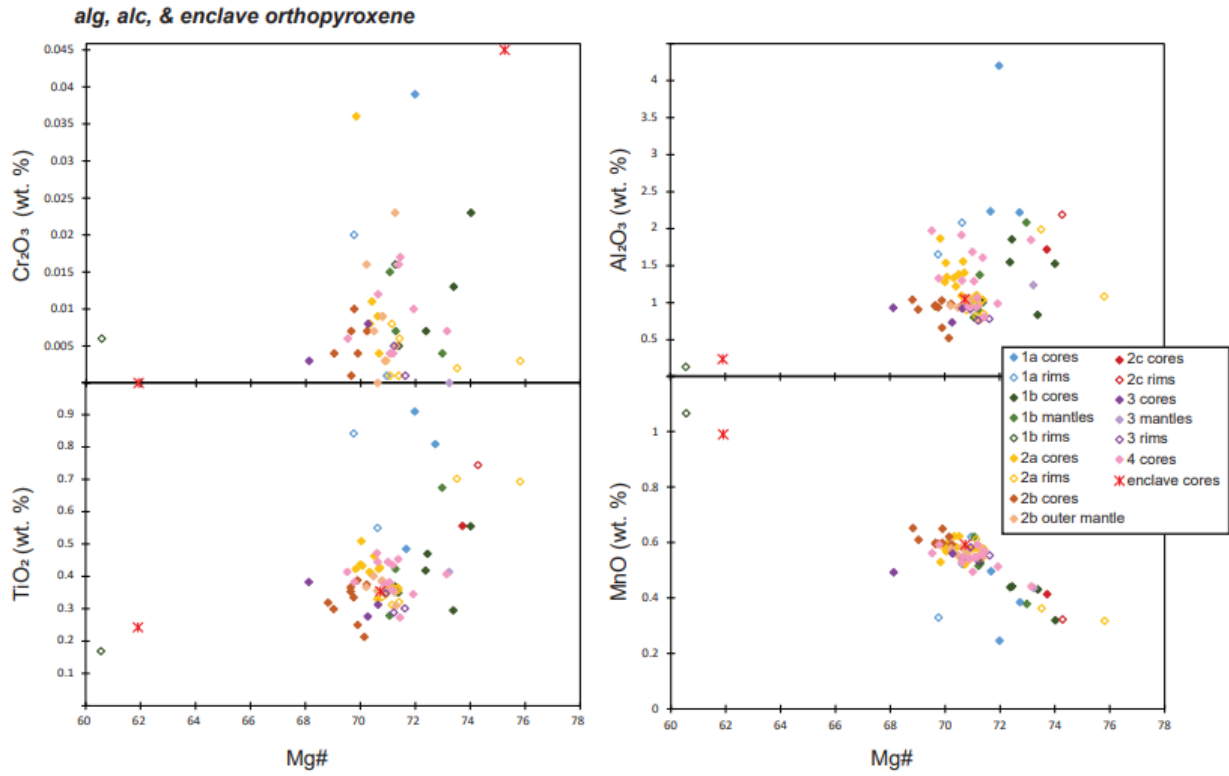 alg, alc, & enclave orthopyroxene
Cr₂O₃ (wt. %)
0.045
0.04
0.035
0.03
0.025
0.02
0.015
0.01
0.005
Al₂O₃ (wt. %)
4
3.5
3
2.5
2
1.5
1
0.5
TiO₂ (wt. %)
0.9
0.8
0.7
0.6
0.5
0.4
0.3
0.2
0.1
60 62 64 66 68 70 72 74 76 78
Mg#
MnO (wt. %)
1
0.8
0.6
0.4
0.2
0
60 62 64 66 68 70 72 74 76 78
Mg#
1a cores
1a rims
1b cores
1b mantles
1b rims
2a cores
2a rims
2b cores
2b outer mantle
2c cores
2c rims
3 cores
3 mantles
3 rims
4 cores
enclave cores